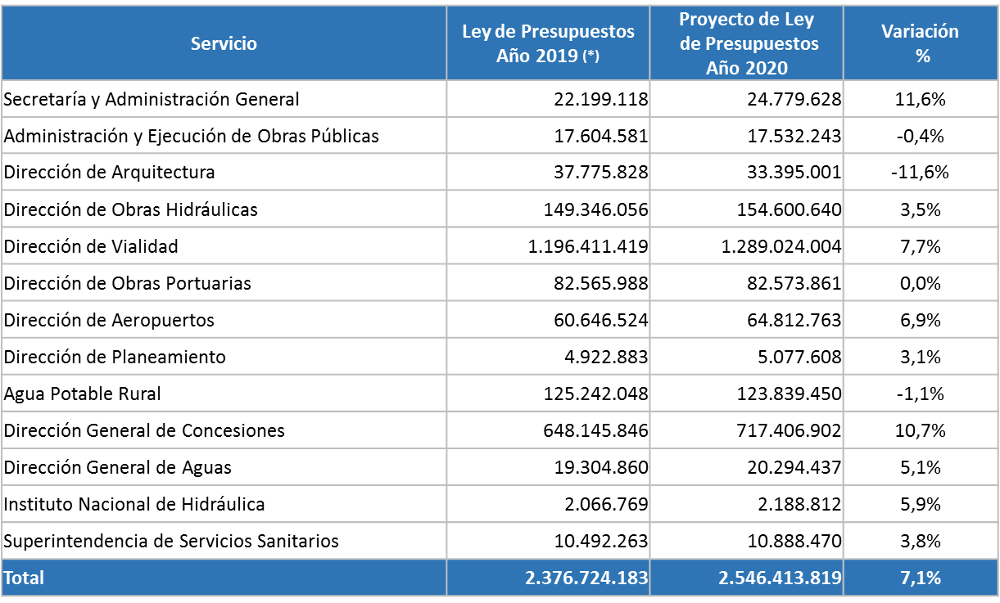 Servicio Ley de Presupuestos Año 2019 (*) Proyecto de Ley de Presupuestos Año 2020 Variación %
Secretaría y Administración General 22.199.118 24.779.628 11,6%
Administración y Ejecución de Obras Públicas 17.604.581 17.532.243 -0,4%
Dirección de Arquitectura 37.775.828 33.395.001 -11,6%
Dirección de Obras Hidráulicas 149.346.056 154.600.640 3,5%
Dirección de Vialidad 1.196.411.419 1.289.024.004 7,7%
Dirección de Obras Portuarias 82.565.988 82.573.861 0,0%
Dirección de Aeropuertos 60.646.524 64.812.763 6,9%
Dirección de Planeamiento 4.922.883 5.077.608 3,1%
Agua Potable Rural 125.242.048 123.839.450 -1,1%
Dirección General de Concesiones 648.145.846 717.406.902 10,7%
Dirección General de Aguas 19.304.860 20.294.437 5,1%
Instituto Nacional de Hidráulica 2.066.769 2.188.812 5,9%
Superintendencia de Servicios Sanitarios 10.492.263 10.888.470 3,8%
Total 2.376.724.183 2.546.413.819 7,1%